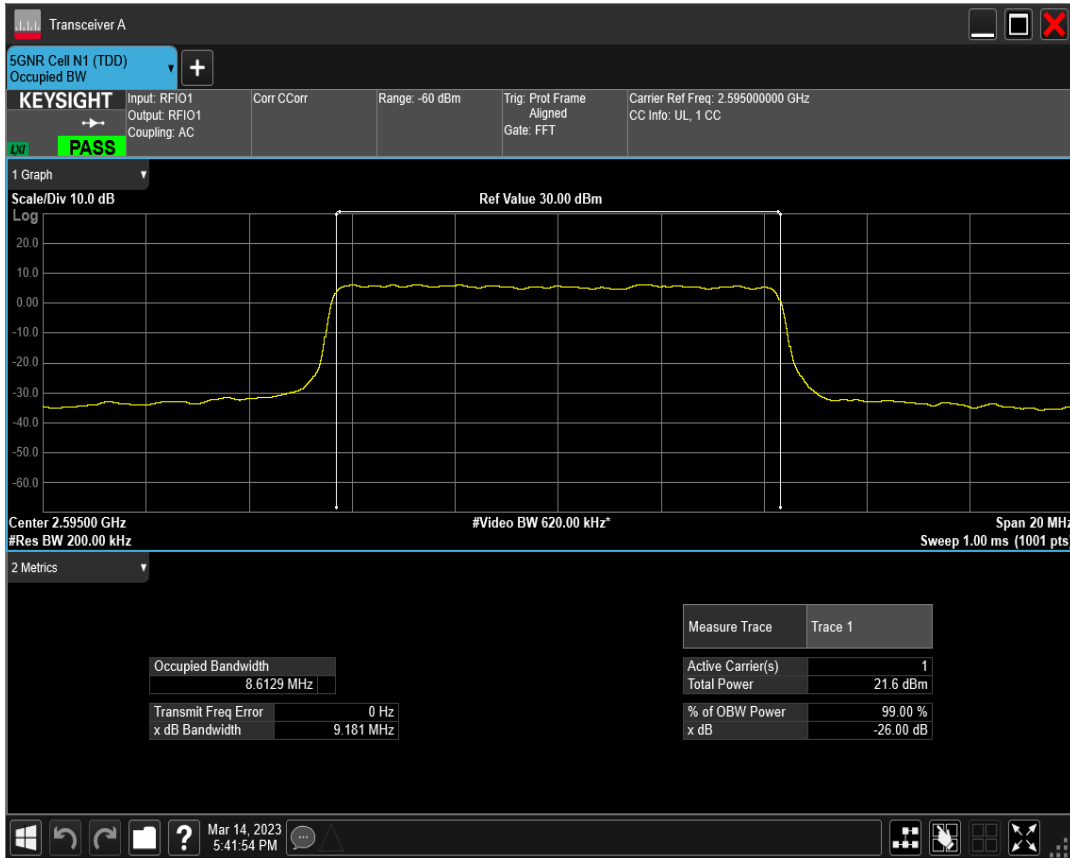 Transceiver A
5GNR Cell N1 (TDD)
Occupied BW
+
KEYSIGHT
LXI
PASS
Input: RFIO1
Output: RFIO1
Coupling: AC
Corr CCorr
Range: -60 dBm
Trig: Prot Frame
Aligned
Gate: FFT
Carrier Ref Freq: 2.595000000 GHz
CC Info: UL, 1 CC
1 Graph
Scale/Div 10.0 dB
Ref Value 30.00 dBm
Log
20.0
10.0
0.00
-10.0
-20.0
-30.0
-40.0
-50.0
-60.0
Center 2.59500 GHz
#Video BW 620.00 kHz*
Span 20 MHz
#Res BW 200.00 kHz
Sweep 1.00 ms (1001 pts)
2 Metrics
Measure Trace Trace 1
Occupied Bandwidth
8.6129 MHz
Active Carrier(s) 1
Total Power 21.6 dBm
Transmit Freq Error 0 Hz
x dB Bandwidth 9.181 MHz
% of OBW Power 99.00 %
x dB -26.00 dB
?
Mar 14, 2023
5:41:54 PM